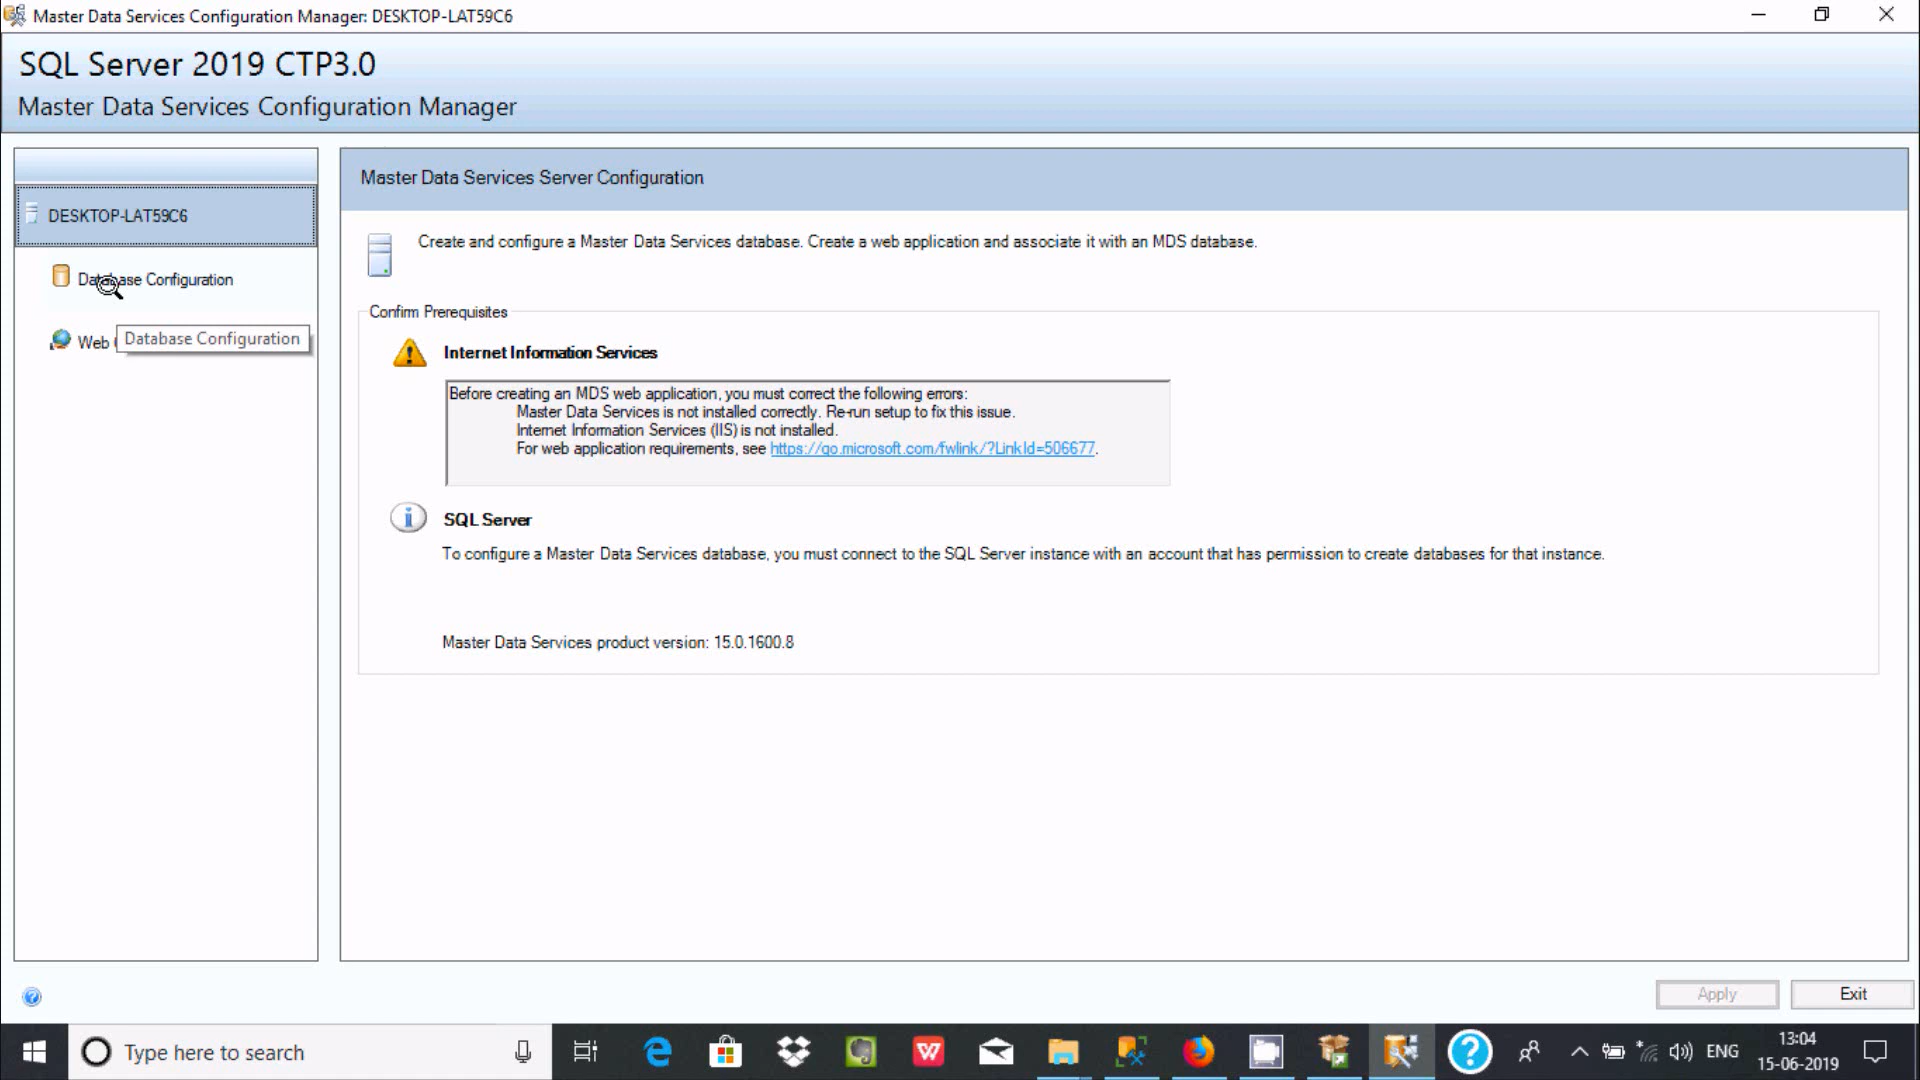 Master Data Services Configuration Manager: DESKTOP-LAT59C6
SQL Server 2019 CTP3.0
Master Data Services Configuration Manager
DESKTOP-LAT59C6
Database Configuration
Web
Database Configuration
Master Data Services Server Configuration
Create and configure a Master Data Services database. Create a web application and associate it with an MDS database.
Confirm Prerequisites
Internet Information Services
Before creating an MDS web application, you must correct the following errors:
Master Data Services is not installed correctly. Re-run setup to fix this issue.
Internet Information Services (IIS) is not installed.
For web application requirements, see https://go.microsoft.com/fwlink/?LinkId=506677.
SQL Server
To configure a Master Data Services database, you must connect to the SQL Server instance with an account that has permission to create databases for that instance.
Master Data Services product version: 15.0.1600.8
Apply
Exit
Type here to search
ENG
13:04
15-06-2019